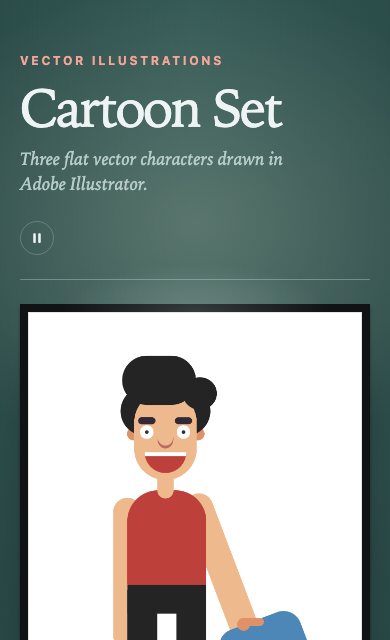 VECTOR ILLUSTRATIONS
Cartoon Set
Three flat vector characters drawn in
Adobe Illustrator.